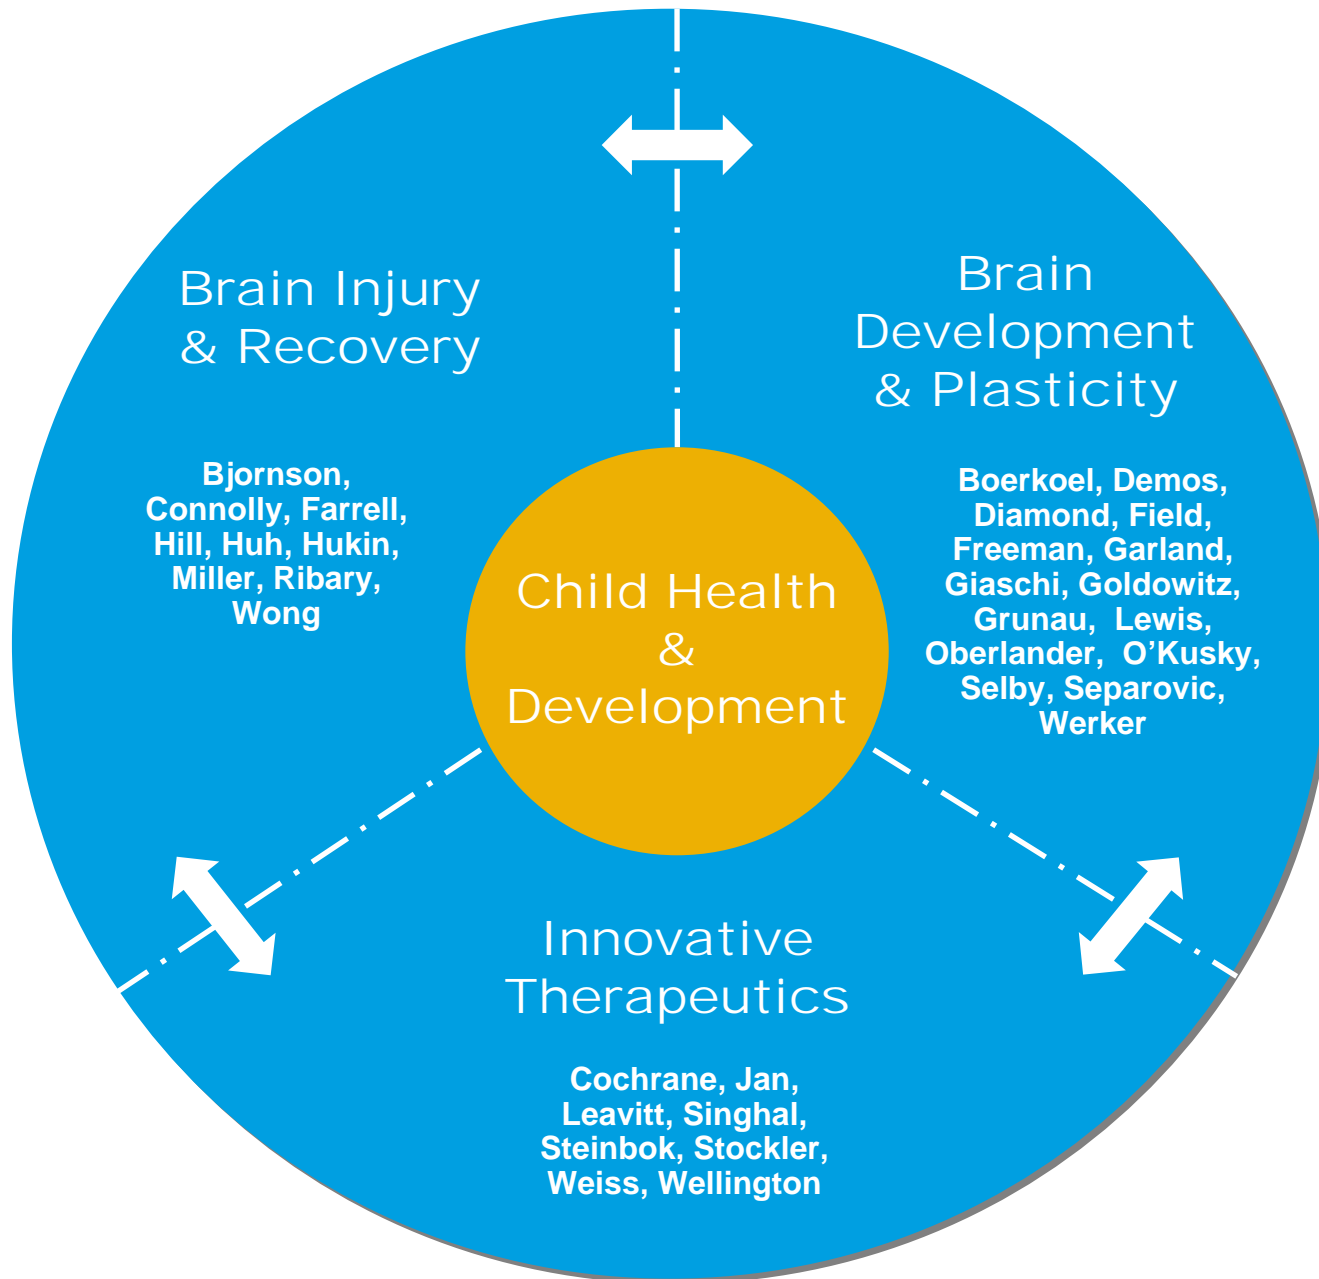 Brain Injury
& Recovery
Bjornson,
Connolly, Farrell,
Hill, Huh, Hukin,
Miller, Ribary,
Wong
Brain
Development
& Plasticity
Boerkoel, Demos,
Diamond, Field,
Freeman, Garland,
Giaschi, Goldowitz,
Grunau, Lewis,
Oberlander, O’Kusky,
Selby, Separovic,
Werker
Child Health
&
Development
Innovative
Therapeutics
Cochrane, Jan,
Leavitt, Singhal,
Steinbok, Stockler,
Weiss, Wellington